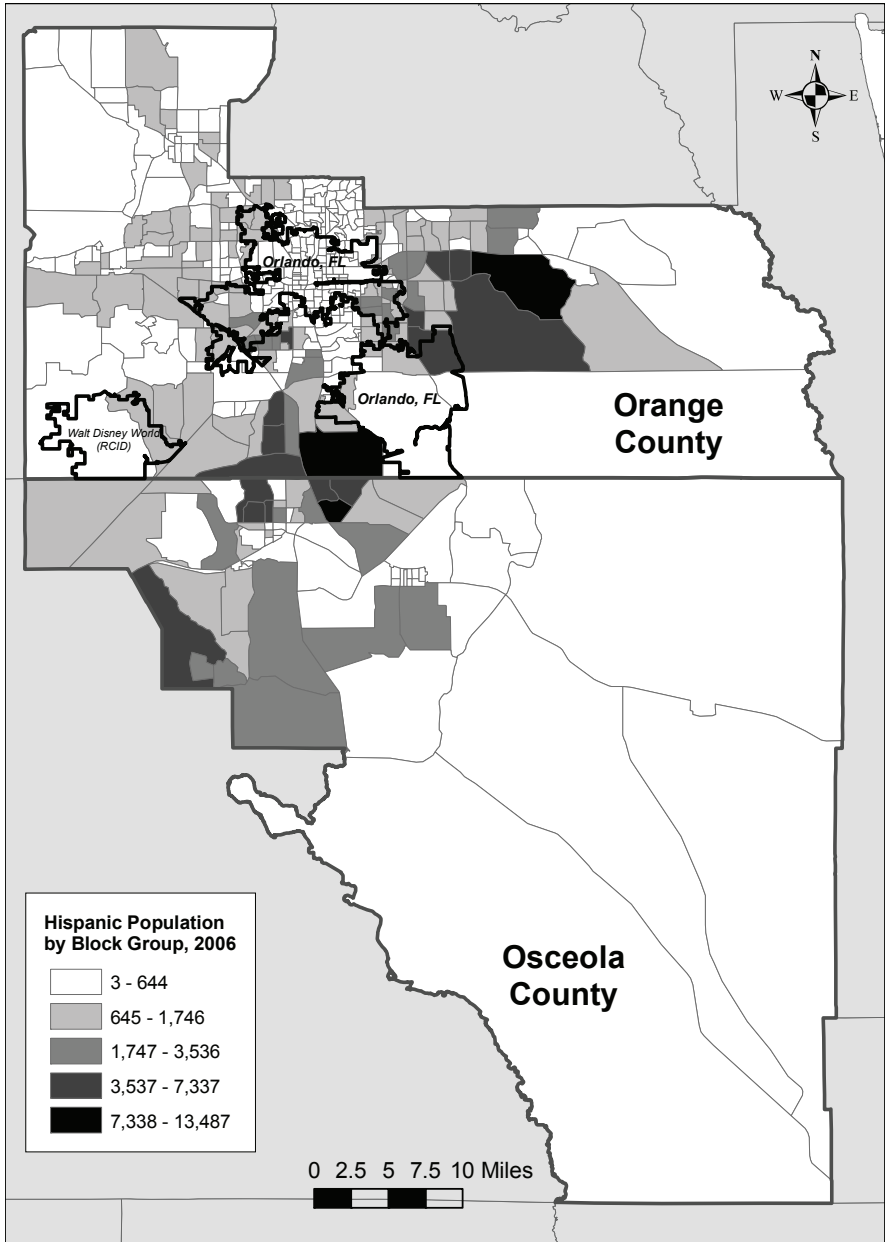 N
W E
S
Orlando, FL
Orlando, FL
Walt Disney World
(RCID)
Orange
County
Osceola
County
Hispanic Population
by Block Group, 2006
3 - 644
645 - 1,746
1,747 - 3,536
3,537 - 7,337
7,338 - 13,487
0 2.5 5 7.5 10 Miles